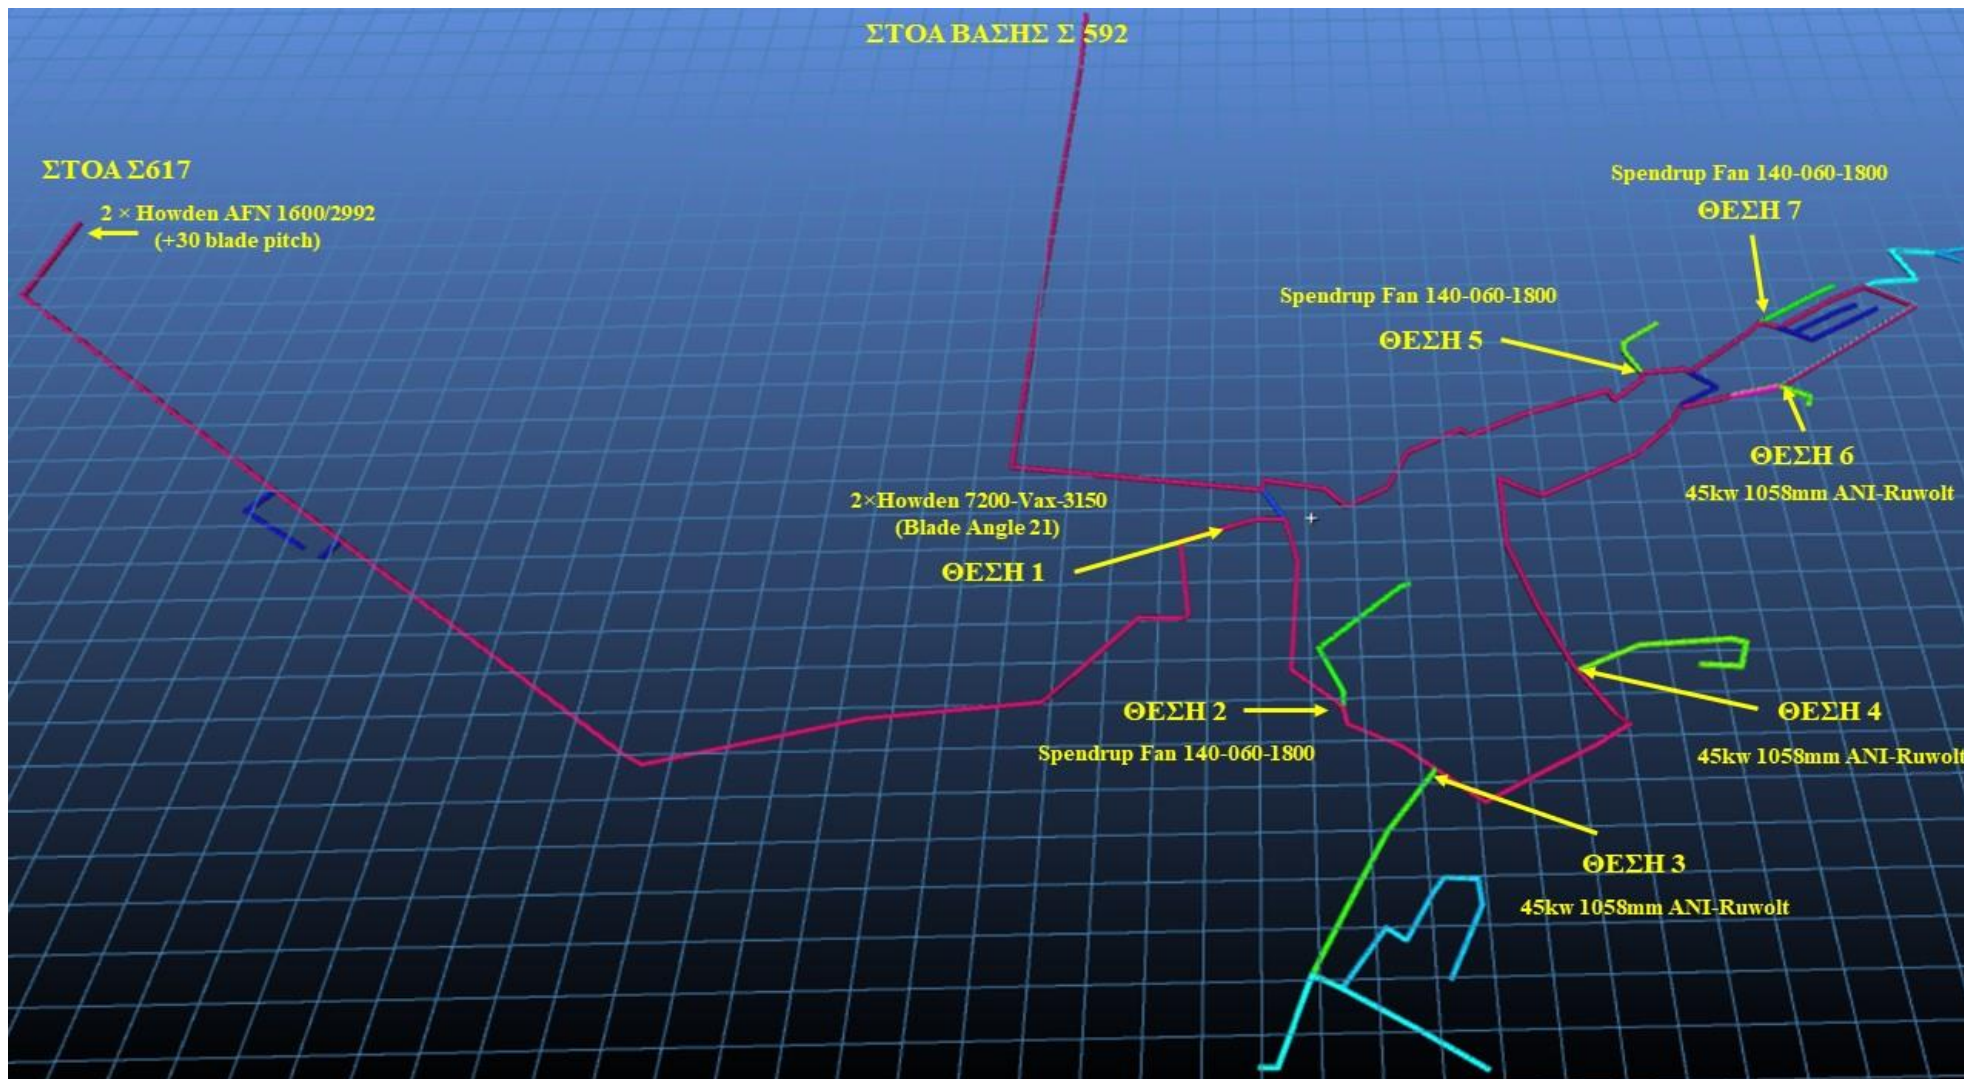 ΣΤΟΑ ΒΑΣΗΣ Σ 592
ΣΤΟΑ Σ617
2 × Howden AFN 1600/2992
(+30 blade pitch)
Spendrup Fan 140-060-1800
ΘΕΣΗ 7
Spendrup Fan 140-060-1800
ΘΕΣΗ 5
ΘΕΣΗ 6
45kw 1058mm ANI-Ruwolt
2×Howden 7200-Vax-3150
(Blade Angle 21)
ΘΕΣΗ 1
ΘΕΣΗ 2
Spendrup Fan 140-060-1800
ΘΕΣΗ 4
45kw 1058mm ANI-Ruwolt
ΘΕΣΗ 3
45kw 1058mm ANI-Ruwolt